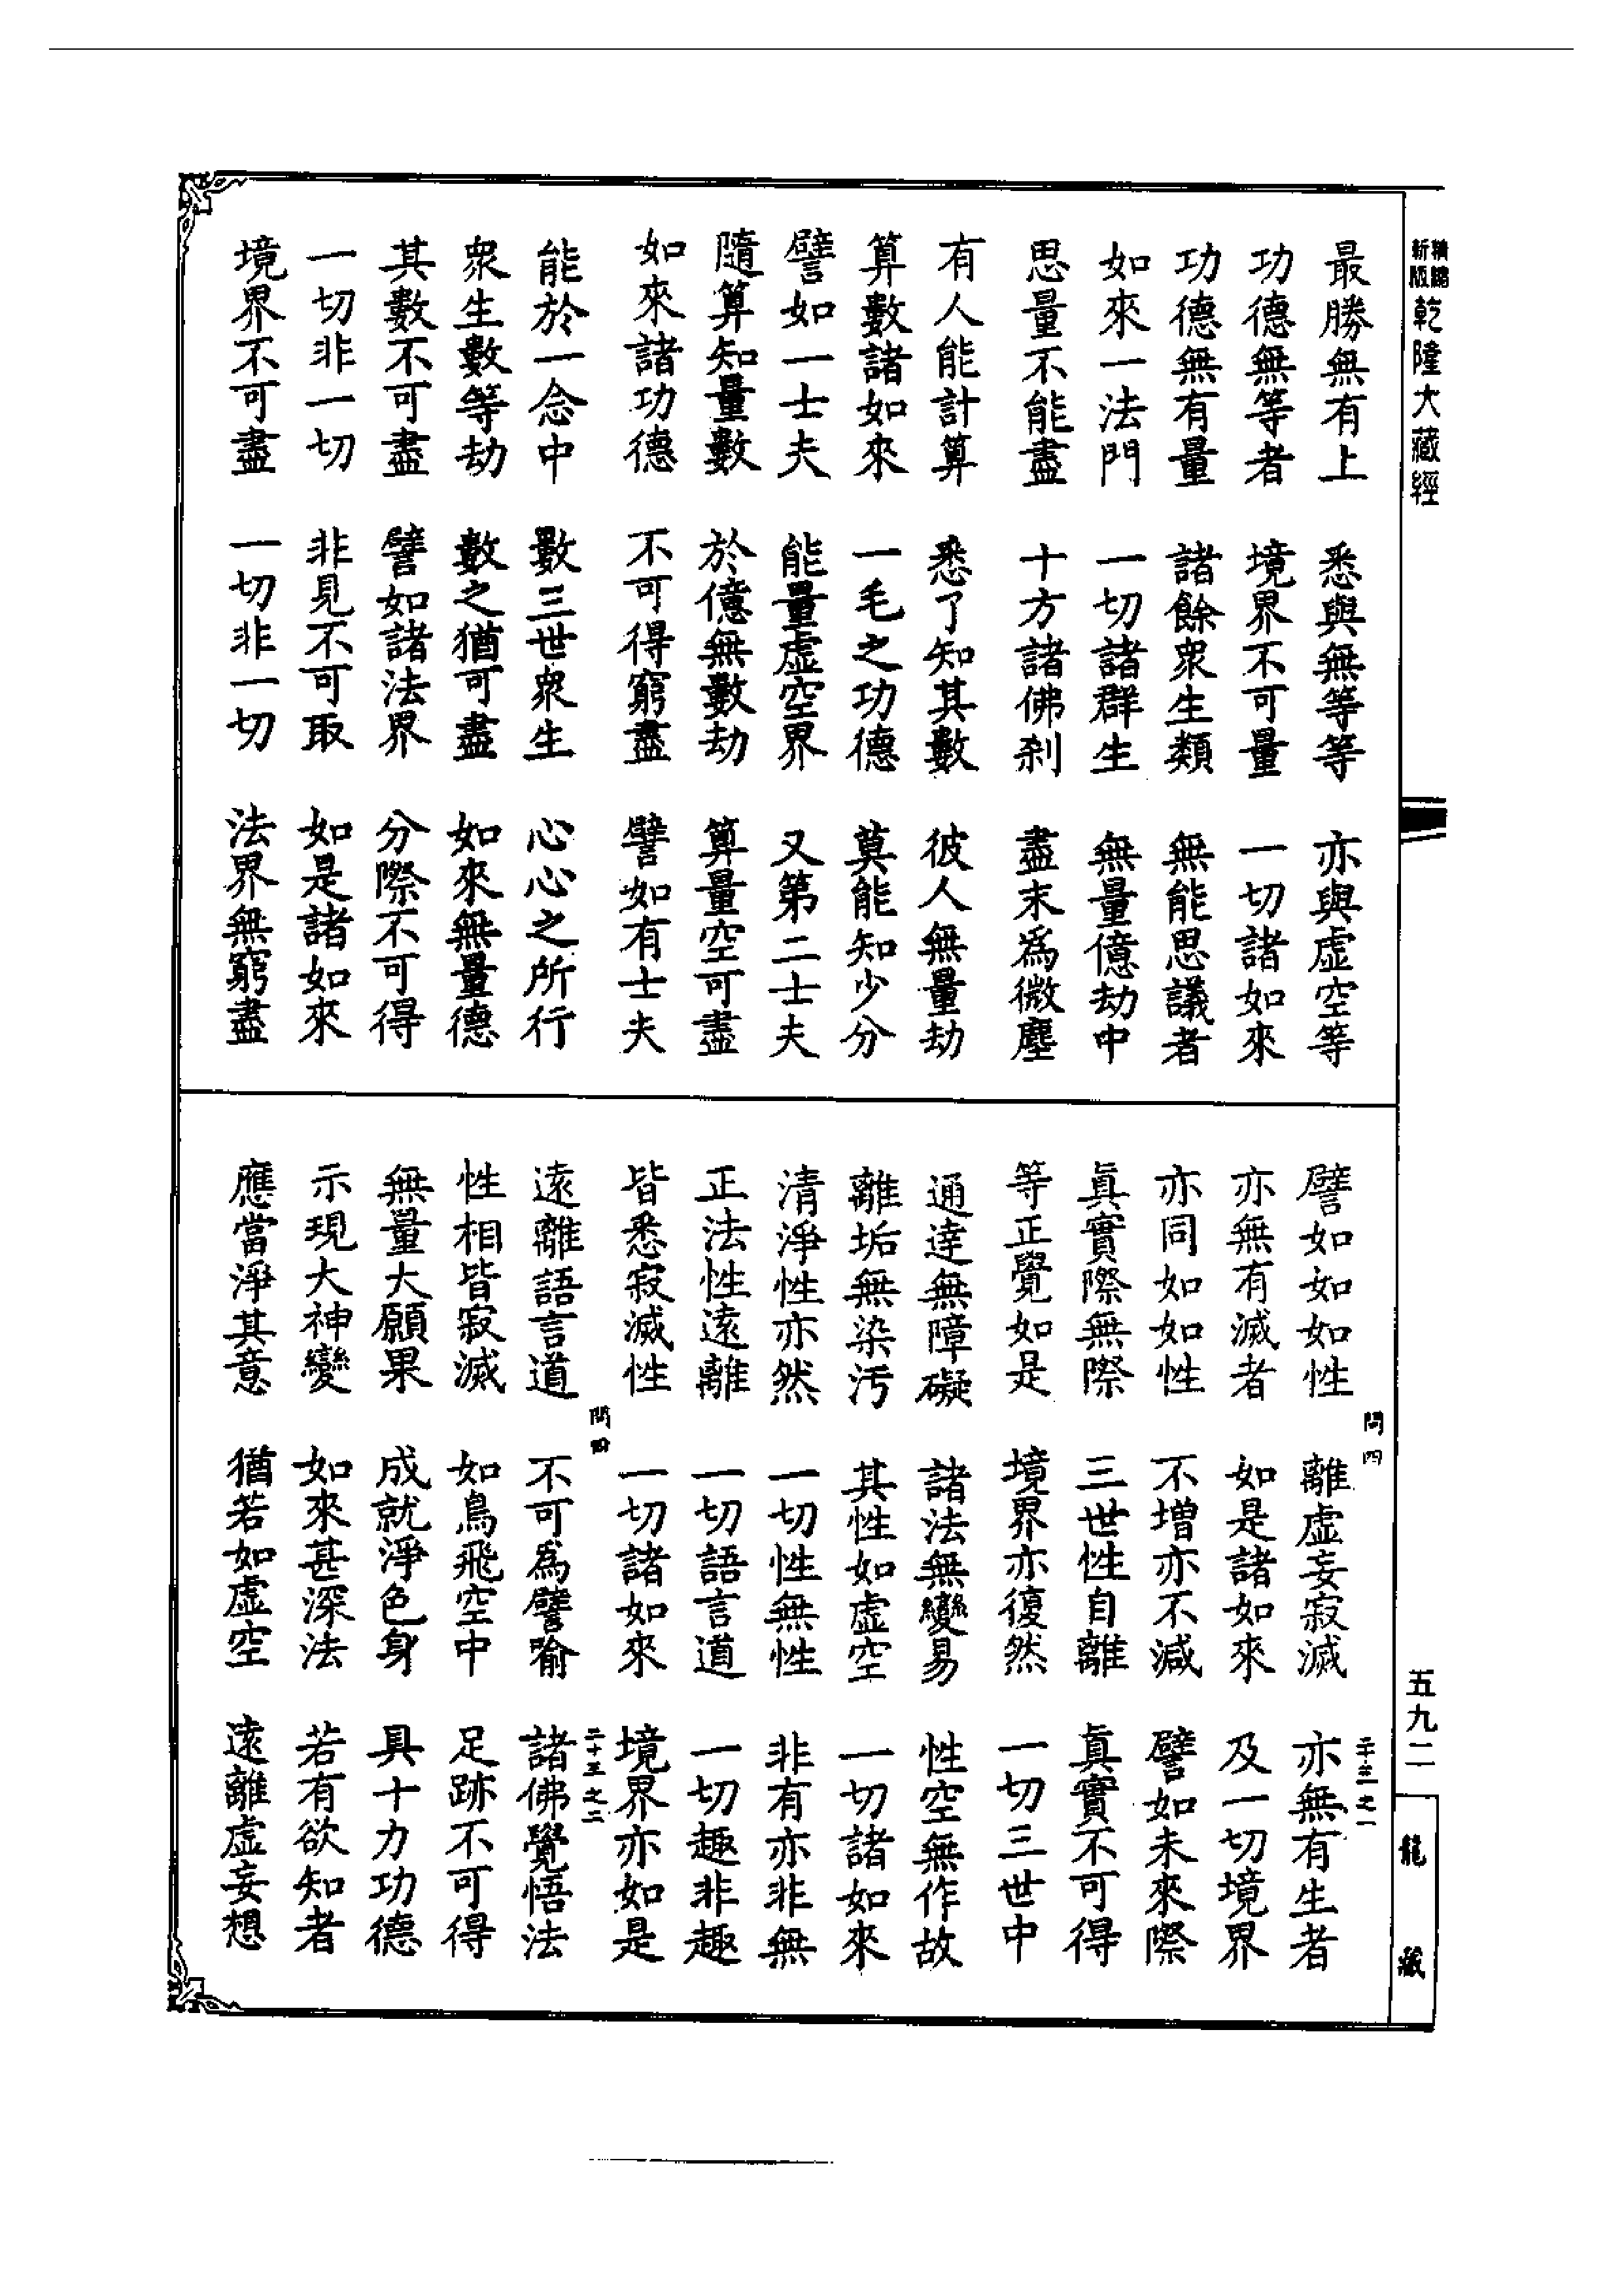 精縮新版乾隆大藏經
最勝無有上　悉與無等等　亦與虛空等
功德無等者　境界不可量　一切諸如來
功德無有量　諸餘衆生類　無能思議者
如來一法門　一切諸群生　無量億劫中
思量不能盡　十方諸佛刹　盡末爲微塵
有人能計算　悉了知其數　彼人無量劫
算數諸如來　一毛之功德　莫能知少分
譬如一士夫　能量虛空界　又第二士夫
隨算知量數　於億無數劫　算量空可盡
如來諸功德　不可得窮盡　譬如有士夫
能於一念中　數三世衆生　心心之所行
衆生數等劫　數之猶可盡　如來無量德
其數不可盡　譬如諸法界　分際不可得
一切非一切　非見不可取　如是諸如來
境界不可盡　一切非一切　法界無窮盡
問四　二十三之一
譬如如如性　離虛妄寂滅　亦無有生者
亦無有滅者　如是諸如來　及一切境界
亦同如如性　不增亦不減　譬如未來際
眞實際無際　三世性自離　眞實不可得
等正覺如是　境界亦復然　一切三世中
通達無障礙　諸法無變易　性空無作故
離垢無染污　其性如虛空　一切諸如來
清淨性亦然　一切性無性　非有亦非無
正法性遠離　一切語言道　一切趣非趣
皆悉寂滅性　一切諸如來　境界亦如是
問四　二十三之二
遠離語言道　不可爲譬喻　諸佛覺悟法
性相皆寂滅　如鳥飛空中　足跡不可得
無量大願果　成就淨色身　具十力功德
示現大神變　如來甚深法　若有欲知者
應當淨其意　猶若如虛空　遠離虛妄想
五九二
龍藏